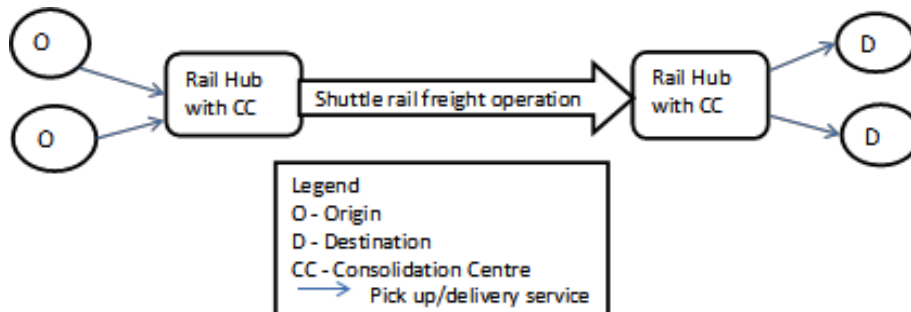 O
O
Rail Hub
with CC
Shuttle rail freight operation
Rail Hub
with CC
D
D
Legend
O - Origin
D - Destination
CC - Consolidation Centre
Pick up/delivery service